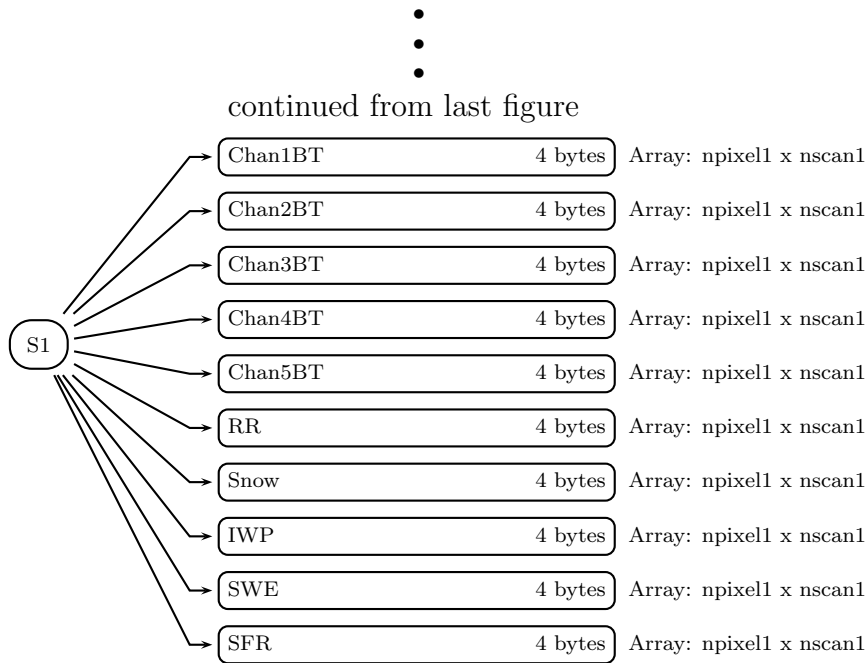 continued from last figure
Chan1BT 4 bytes Array: npixel1 x nscan1
Chan2BT 4 bytes Array: npixel1 x nscan1
Chan3BT 4 bytes Array: npixel1 x nscan1
Chan4BT 4 bytes Array: npixel1 x nscan1
S1
Chan5BT 4 bytes Array: npixel1 x nscan1
RR 4 bytes Array: npixel1 x nscan1
Snow 4 bytes Array: npixel1 x nscan1
IWP 4 bytes Array: npixel1 x nscan1
SWE 4 bytes Array: npixel1 x nscan1
SFR 4 bytes Array: npixel1 x nscan1